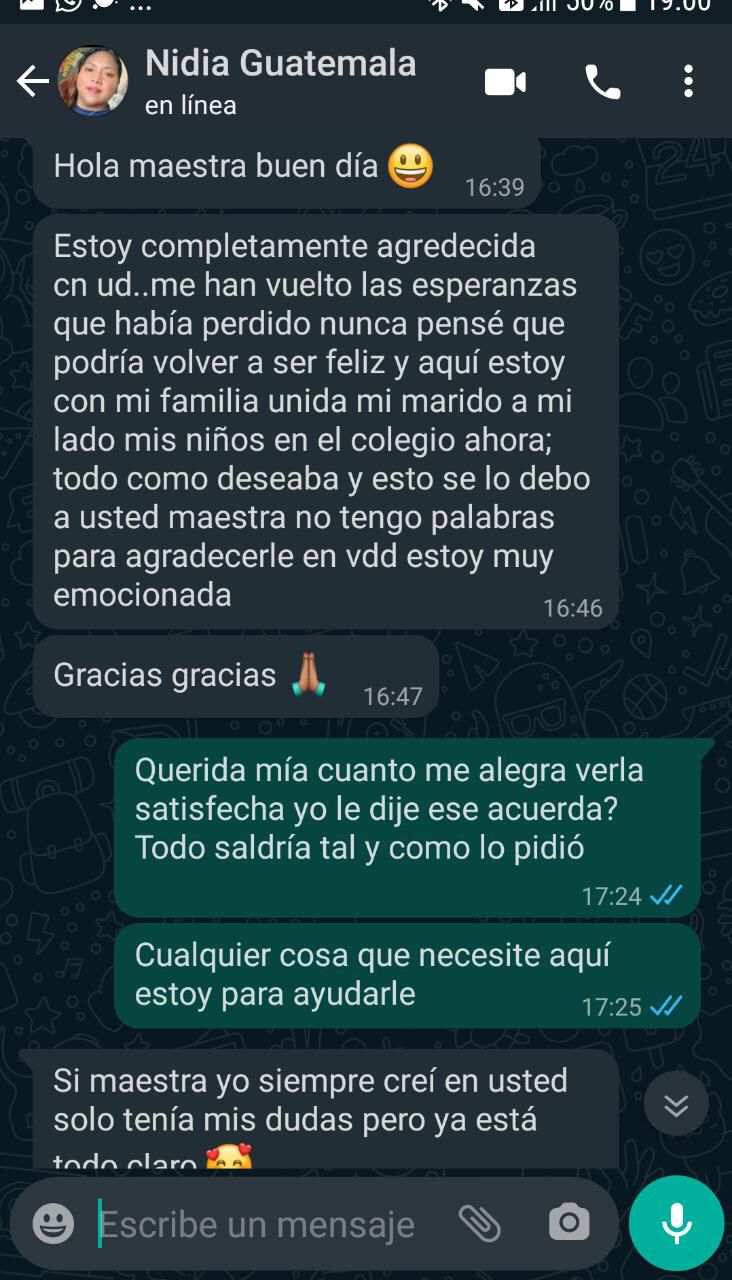 30% 19:00
Nidia Guatemala
en línea
Hola maestra buen día
16:39
Estoy completamente agredecida
cn ud..me han vuelto las esperanzas
que había perdido nunca pensé que
podría volver a ser feliz y aquí estoy
con mi familia unida mi marido a mi
lado mis niños en el colegio ahora;
todo como deseaba y esto se lo debo
a usted maestra no tengo palabras
para agradecerle en vdd estoy muy
emocionada
16:46
Gracias gracias
16:47
Querida mía cuanto me alegra verla
satisfecha yo le dije ese acuerda?
Todo saldría tal y como lo pidió
17:24
Cualquier cosa que necesite aquí
estoy para ayudarle
17:25
Si maestra yo siempre creí en usted
solo tenía mis dudas pero ya está
todo claro
Escribe un mensaje